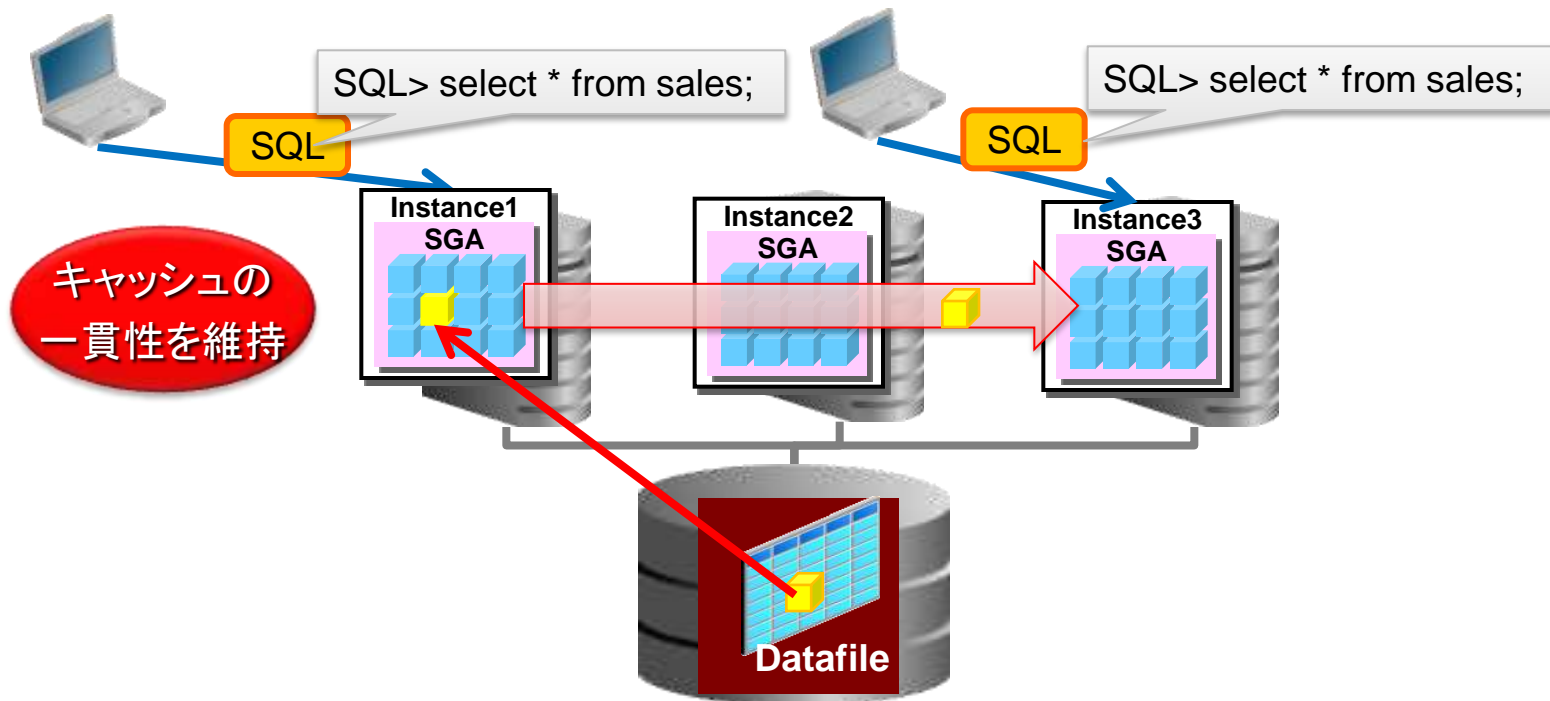 SQL> select * from sales;
SQL
SQL> select * from sales;
SQL
Instance1
SGA
Instance2
SGA
Instance3
SGA
キャッシュの
一貫性を維持
Datafile